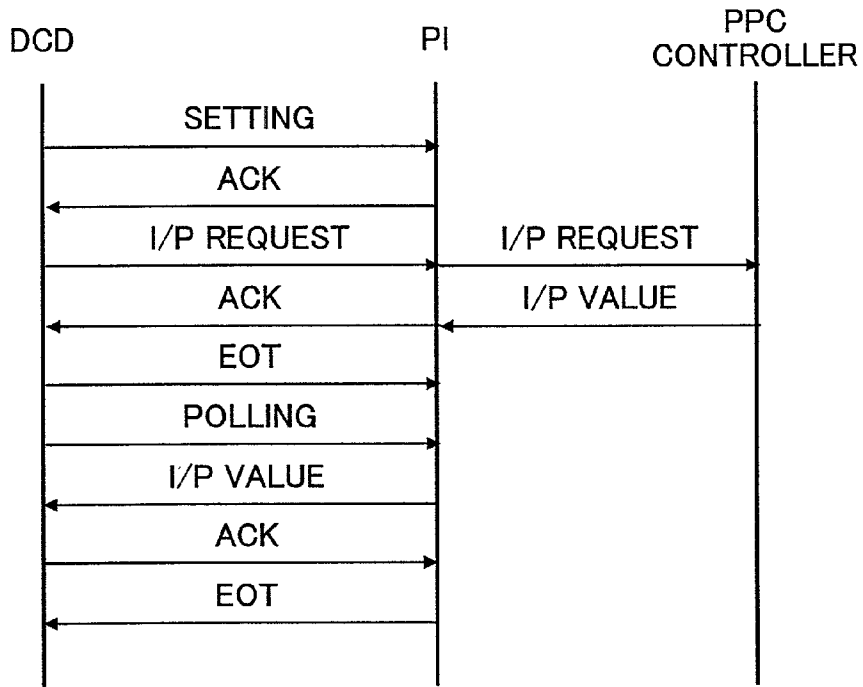 DCD
PI
PPC
CONTROLLER
SETTING
ACK
I/P REQUEST
I/P REQUEST
ACK
I/P VALUE
EOT
POLLING
I/P VALUE
ACK
EOT